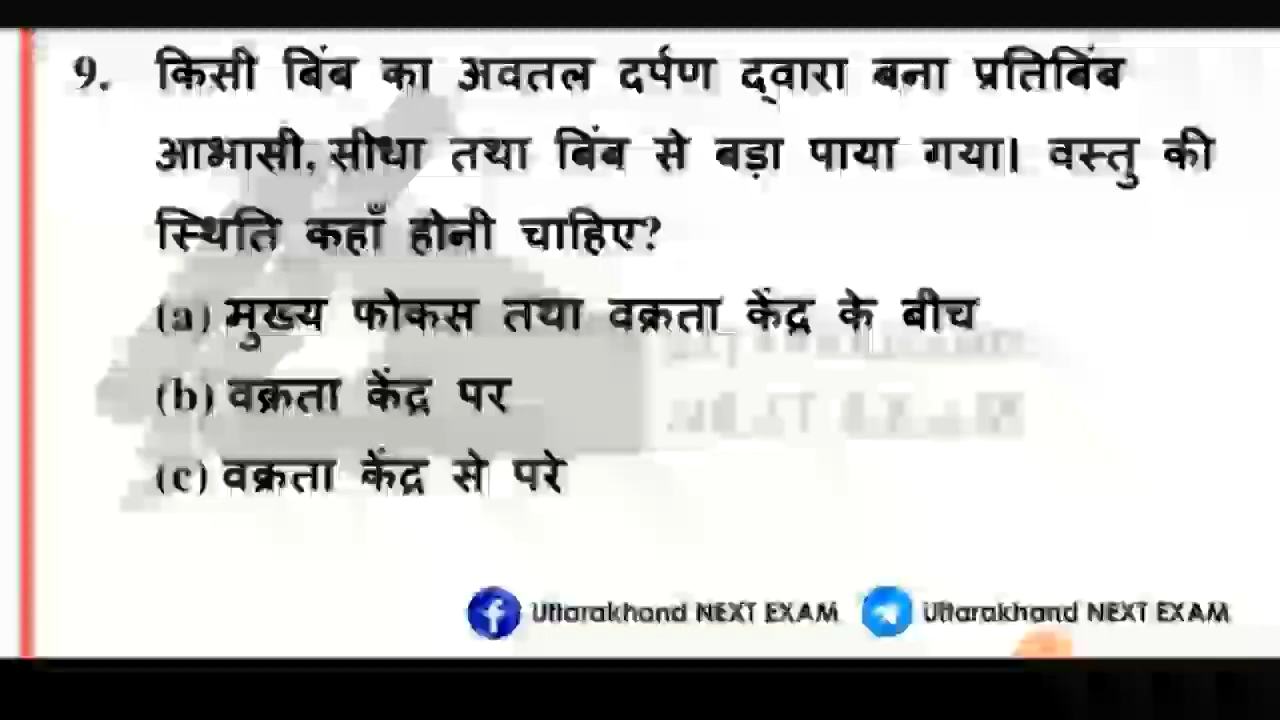 9. किसी बिंब का अवतल दर्पण द्वारा बना प्रतिबिंब
आभासी, सीधा तथा बिंब से बड़ा पाया गया। वस्तु की
स्थिति कहाँ होनी चाहिए?
(a) मुख्य फोकस तथा वक्रता केंद्र के बीच
(b) वक्रता केंद्र पर
(c) वक्रता केंद्र से परे
Uttarakhand NEXT EXAM Uttarakhand NEXT EXAM